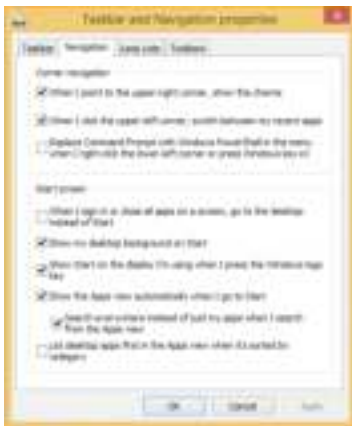 Taskbar and Navigation properties
Taskbar Navigation Jump Lists Toolbars
Corner navigation
When I point to the upper-right corner, show the charms
When I click the upper-left corner, switch between my recent apps
Replace Command Prompt with Windows PowerShell in the menu
when I right-click the lower-left corner or press Windows key+X
Start screen
When I sign in or close all apps on a screen, go to the desktop
instead of Start
Show my desktop background on Start
Show Start on the display I'm using when I press the Windows logo
key
Show the Apps view automatically when I go to Start
Search everywhere instead of just my apps when I search
from the Apps view
List desktop apps first in the Apps view when it's sorted by
category
OK Cancel Apply